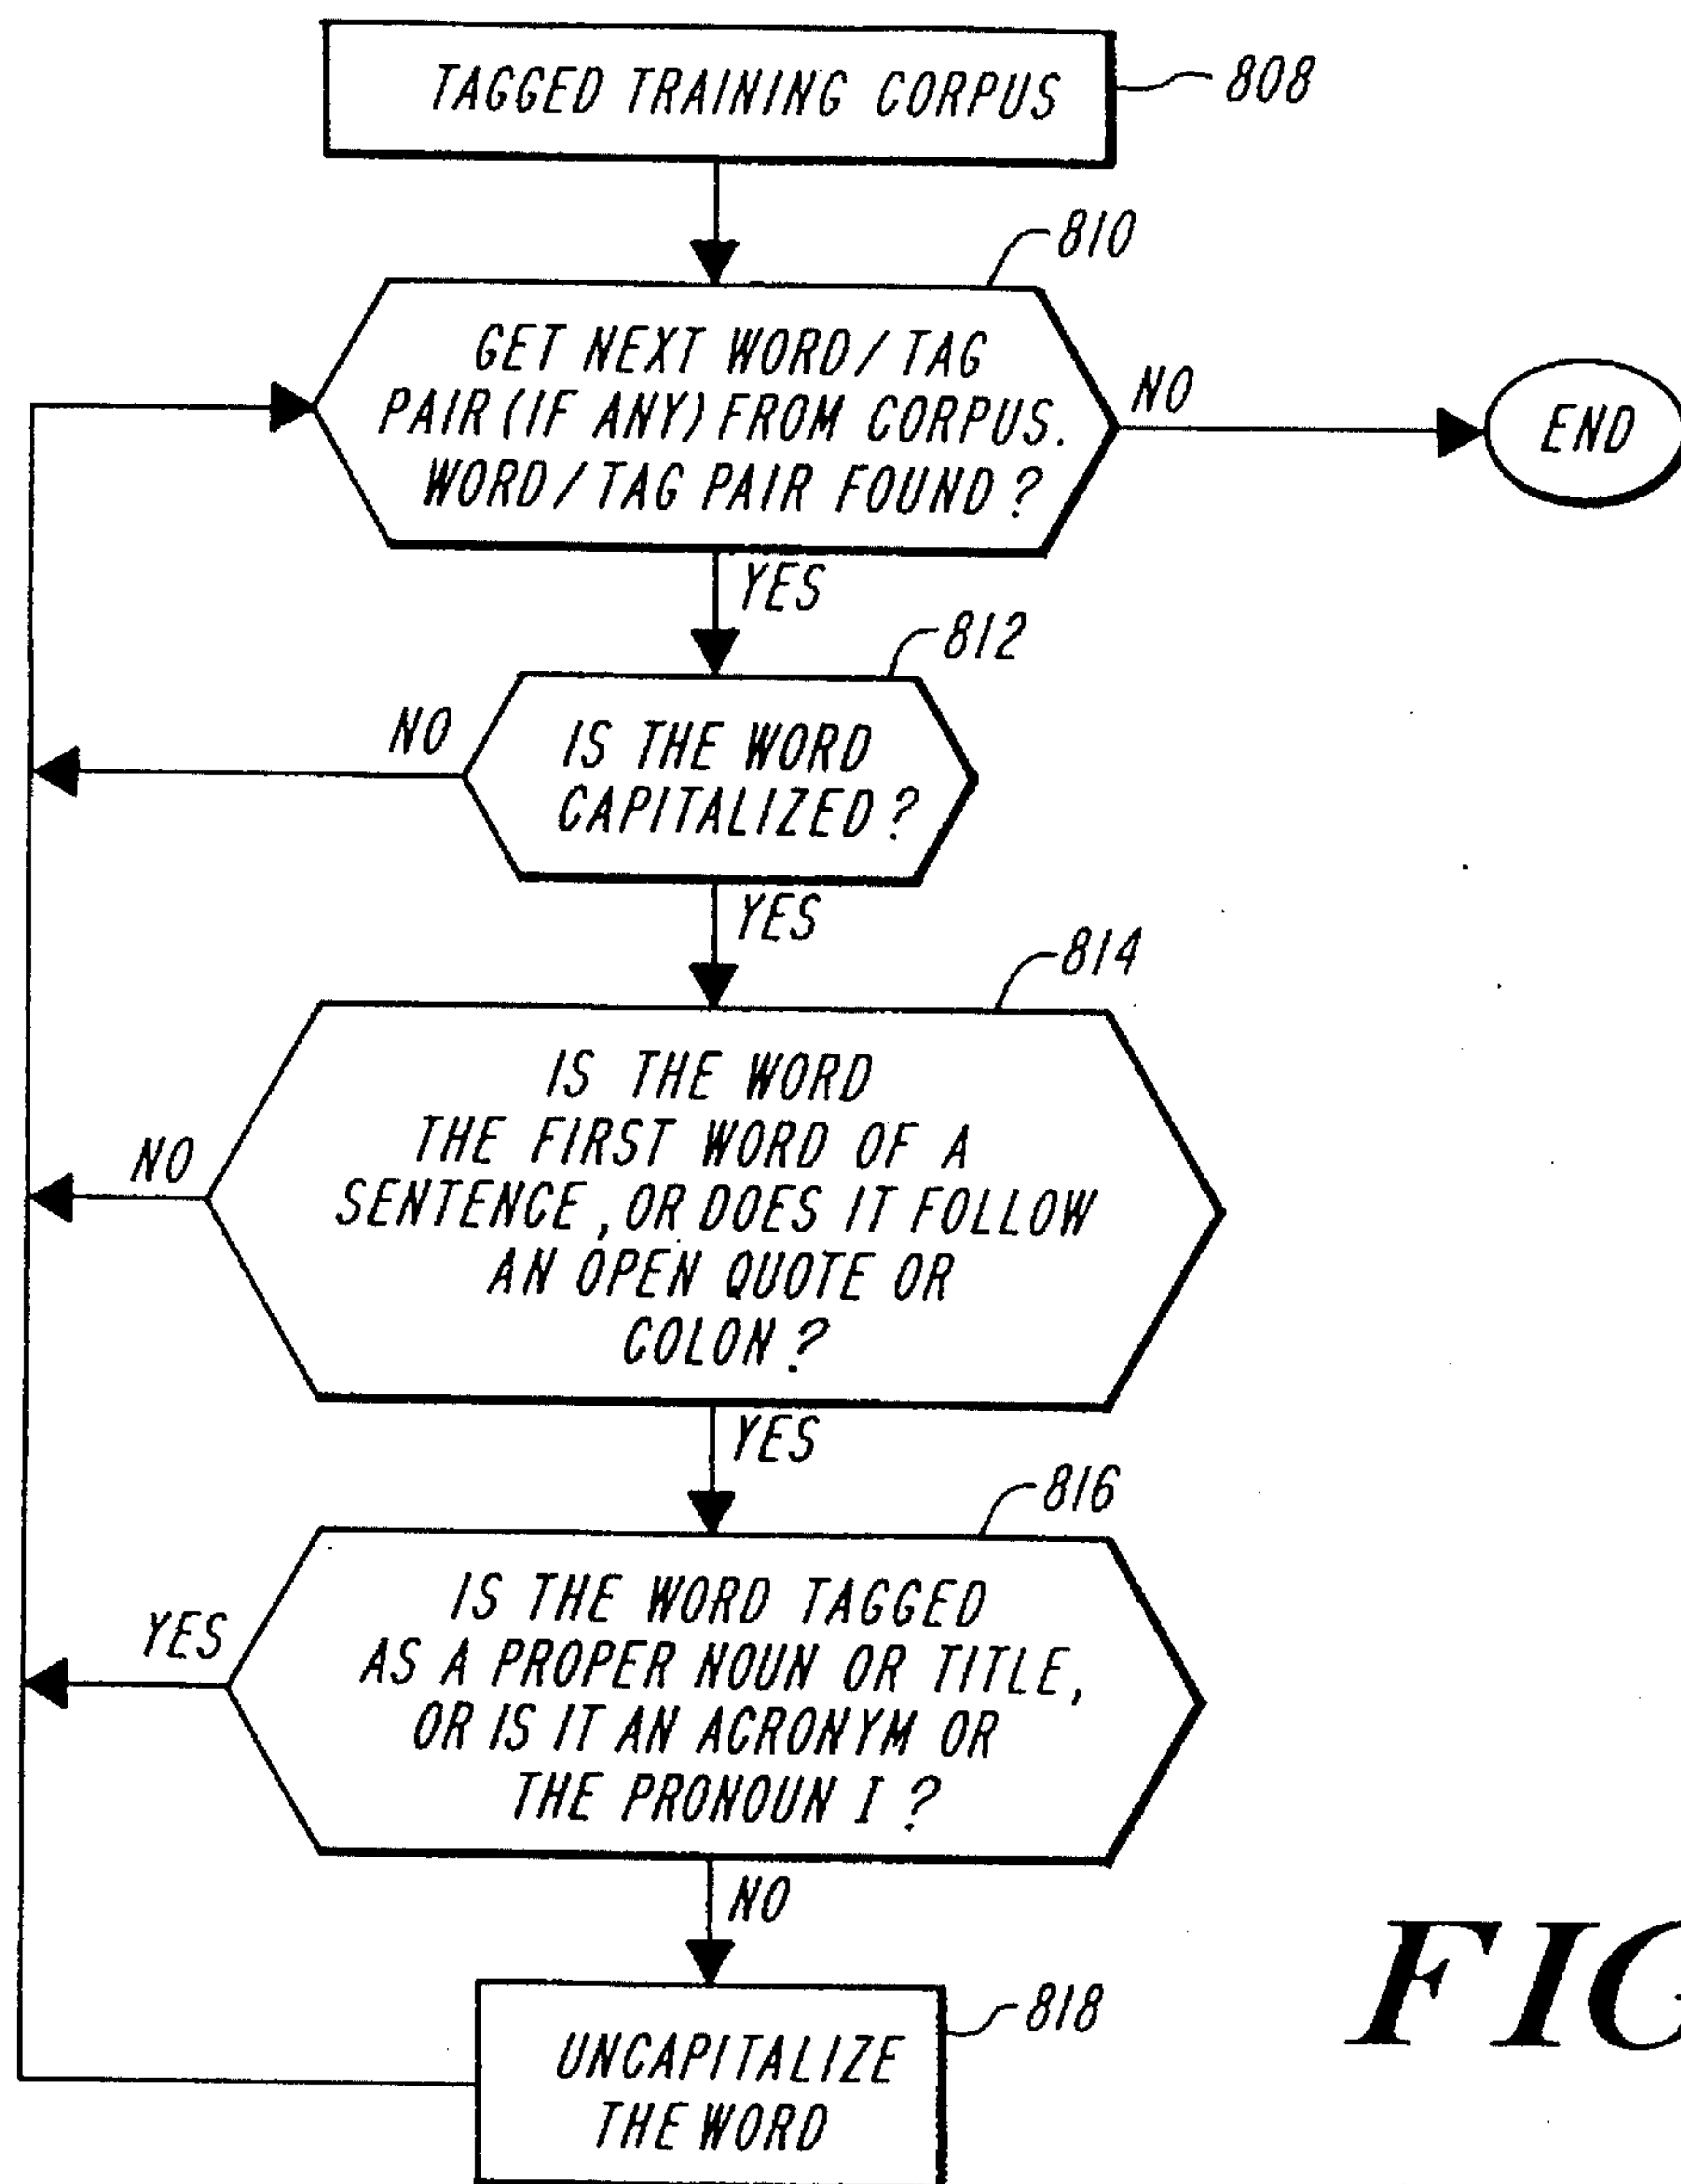 TAGGED TRAINING CORPUS
808
810
GET NEXT WORD/TAG
PAIR(IF ANY) FROM CORPUS.
WORD/TAG PAIR FOUND?
NO
END
YES
812
NO
IS THE WORD
CAPITALIZED?
YES
814
IS THE WORD
THE FIRST WORD OF A
SENTENCE, OR DOES IT FOLLOW
AN OPEN QUOTE OR
COLON?
NO
YES
816
IS THE WORD TAGGED
AS A PROPER NOUN OR TITLE,
OR IS IT AN ACRONYM OR
THE PRONOUN I?
YES
NO
818
UNCAPITALIZE
THE WORD
FIG